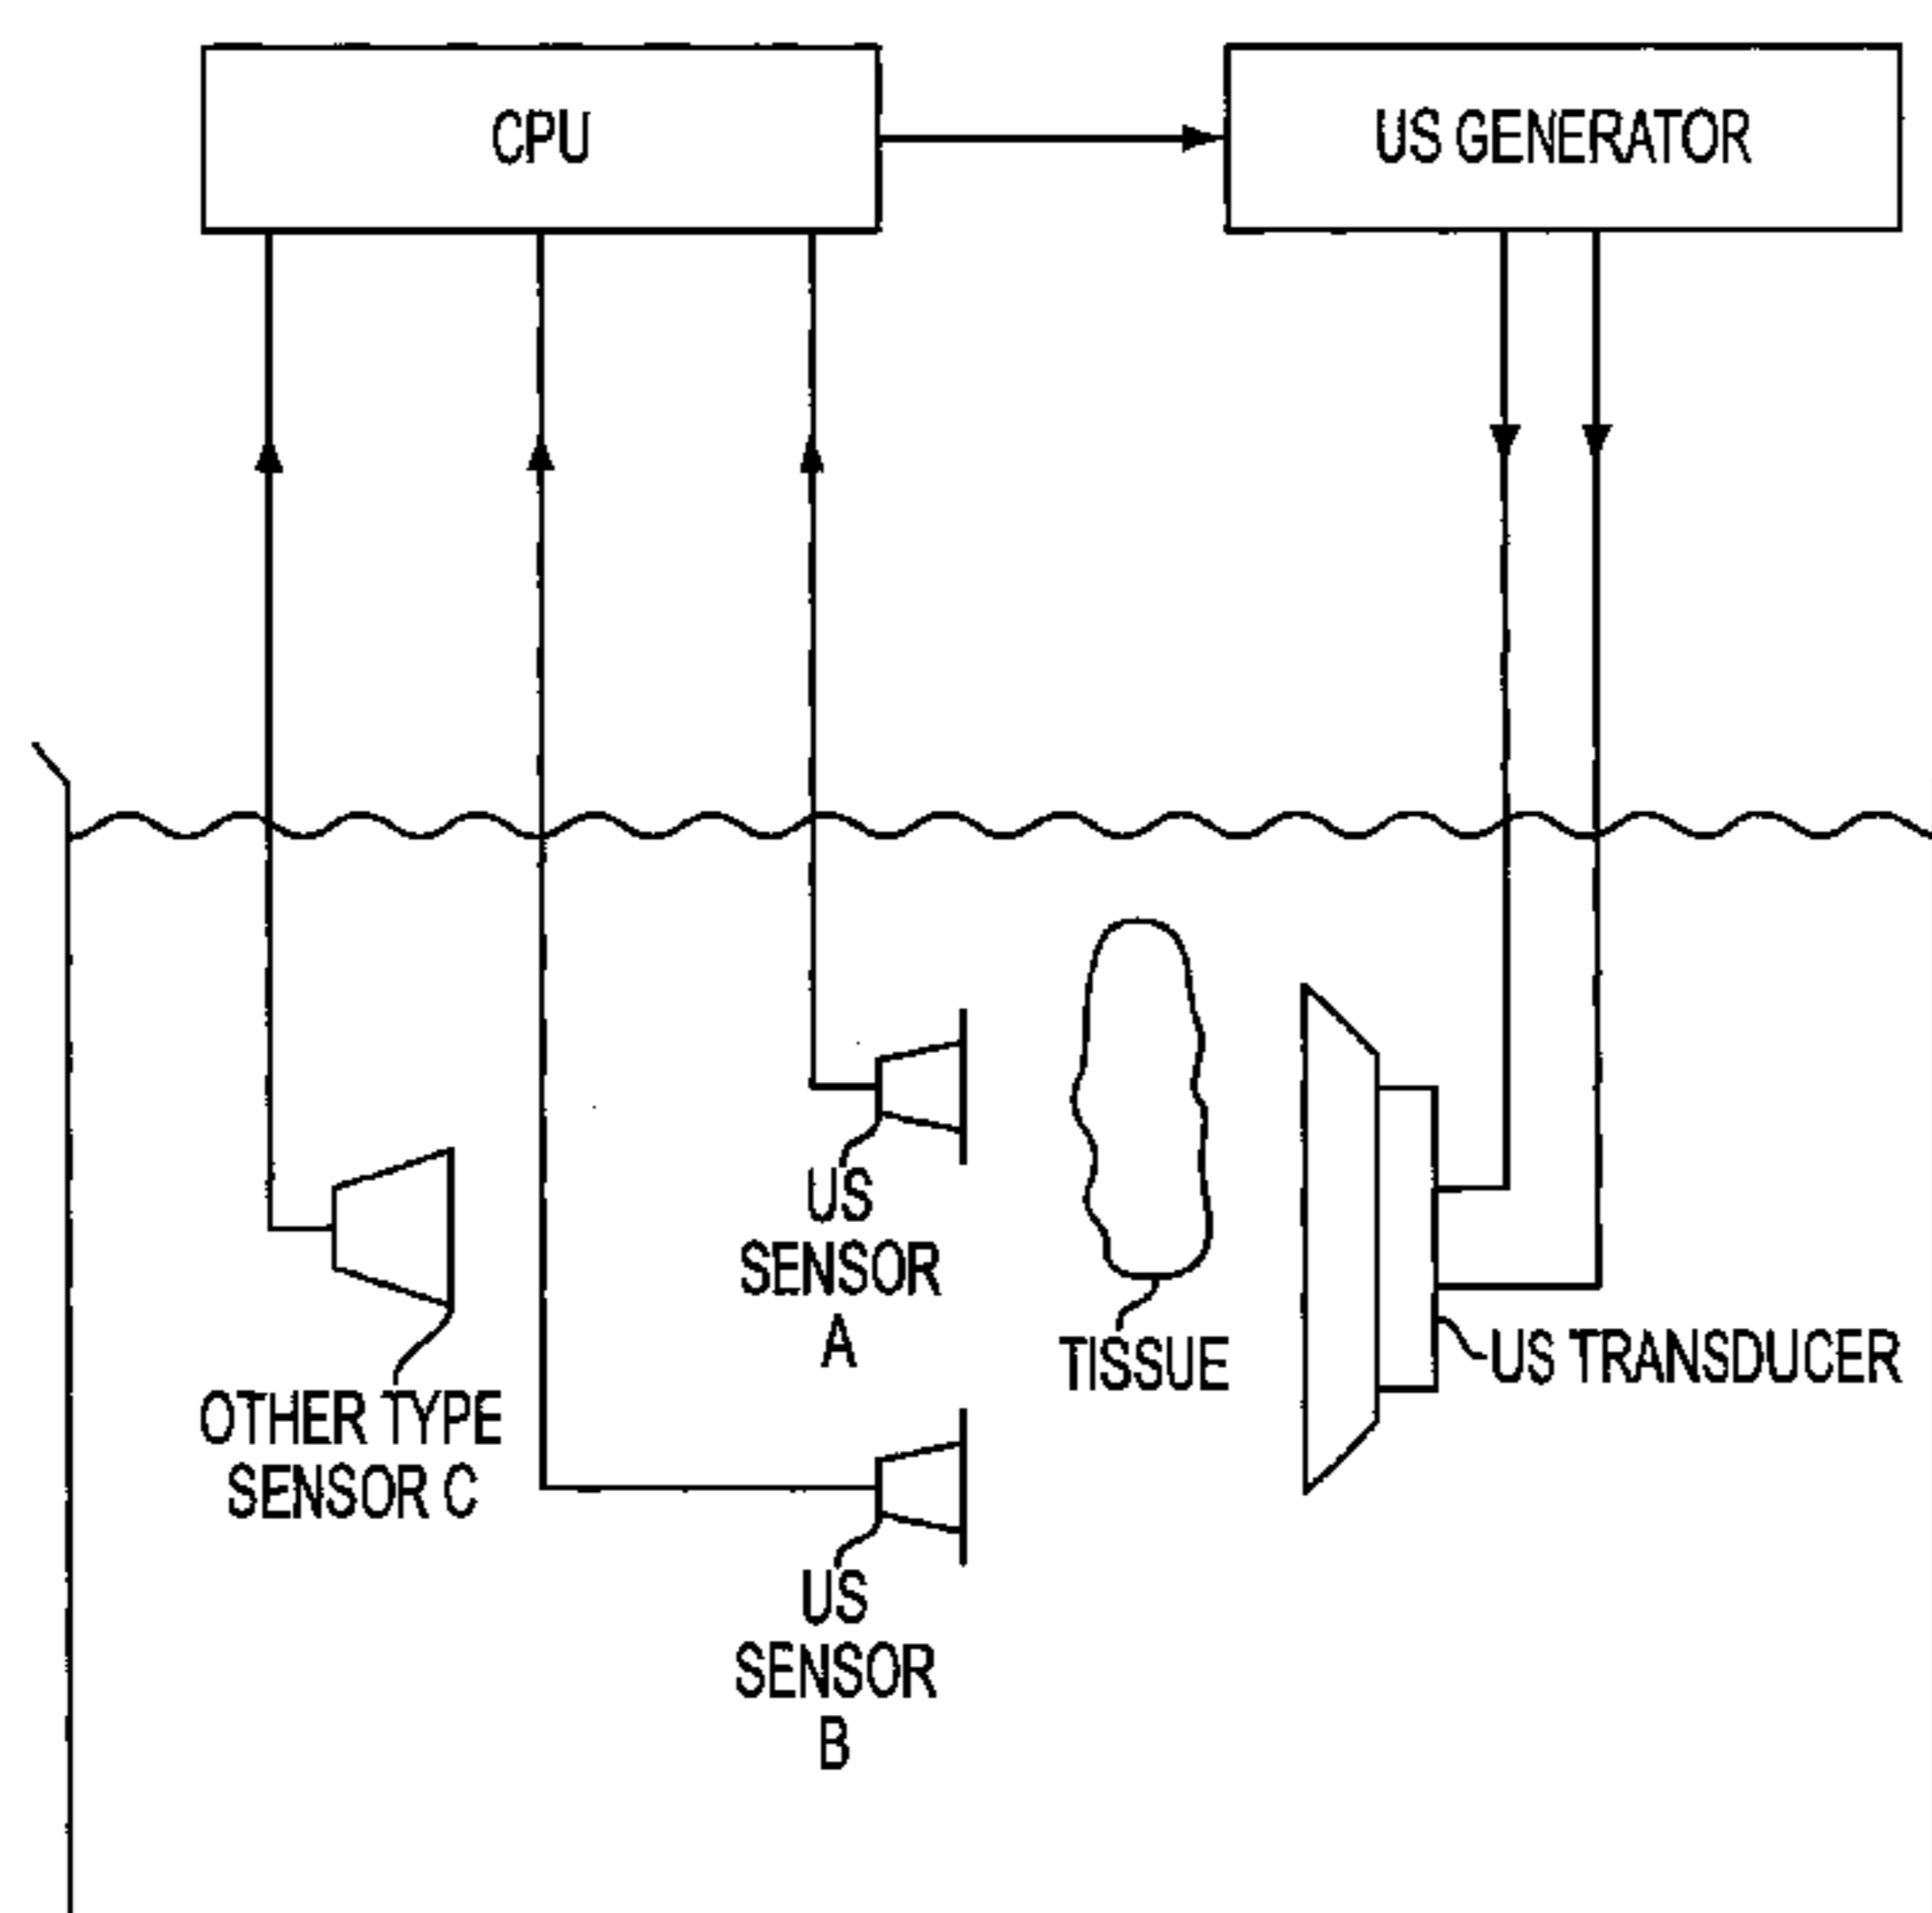 CPU
US GENERATOR
US
SENSOR
A
TISSUE
US TRANSDUCER
OTHER TYPE
SENSOR C
US
SENSOR
B